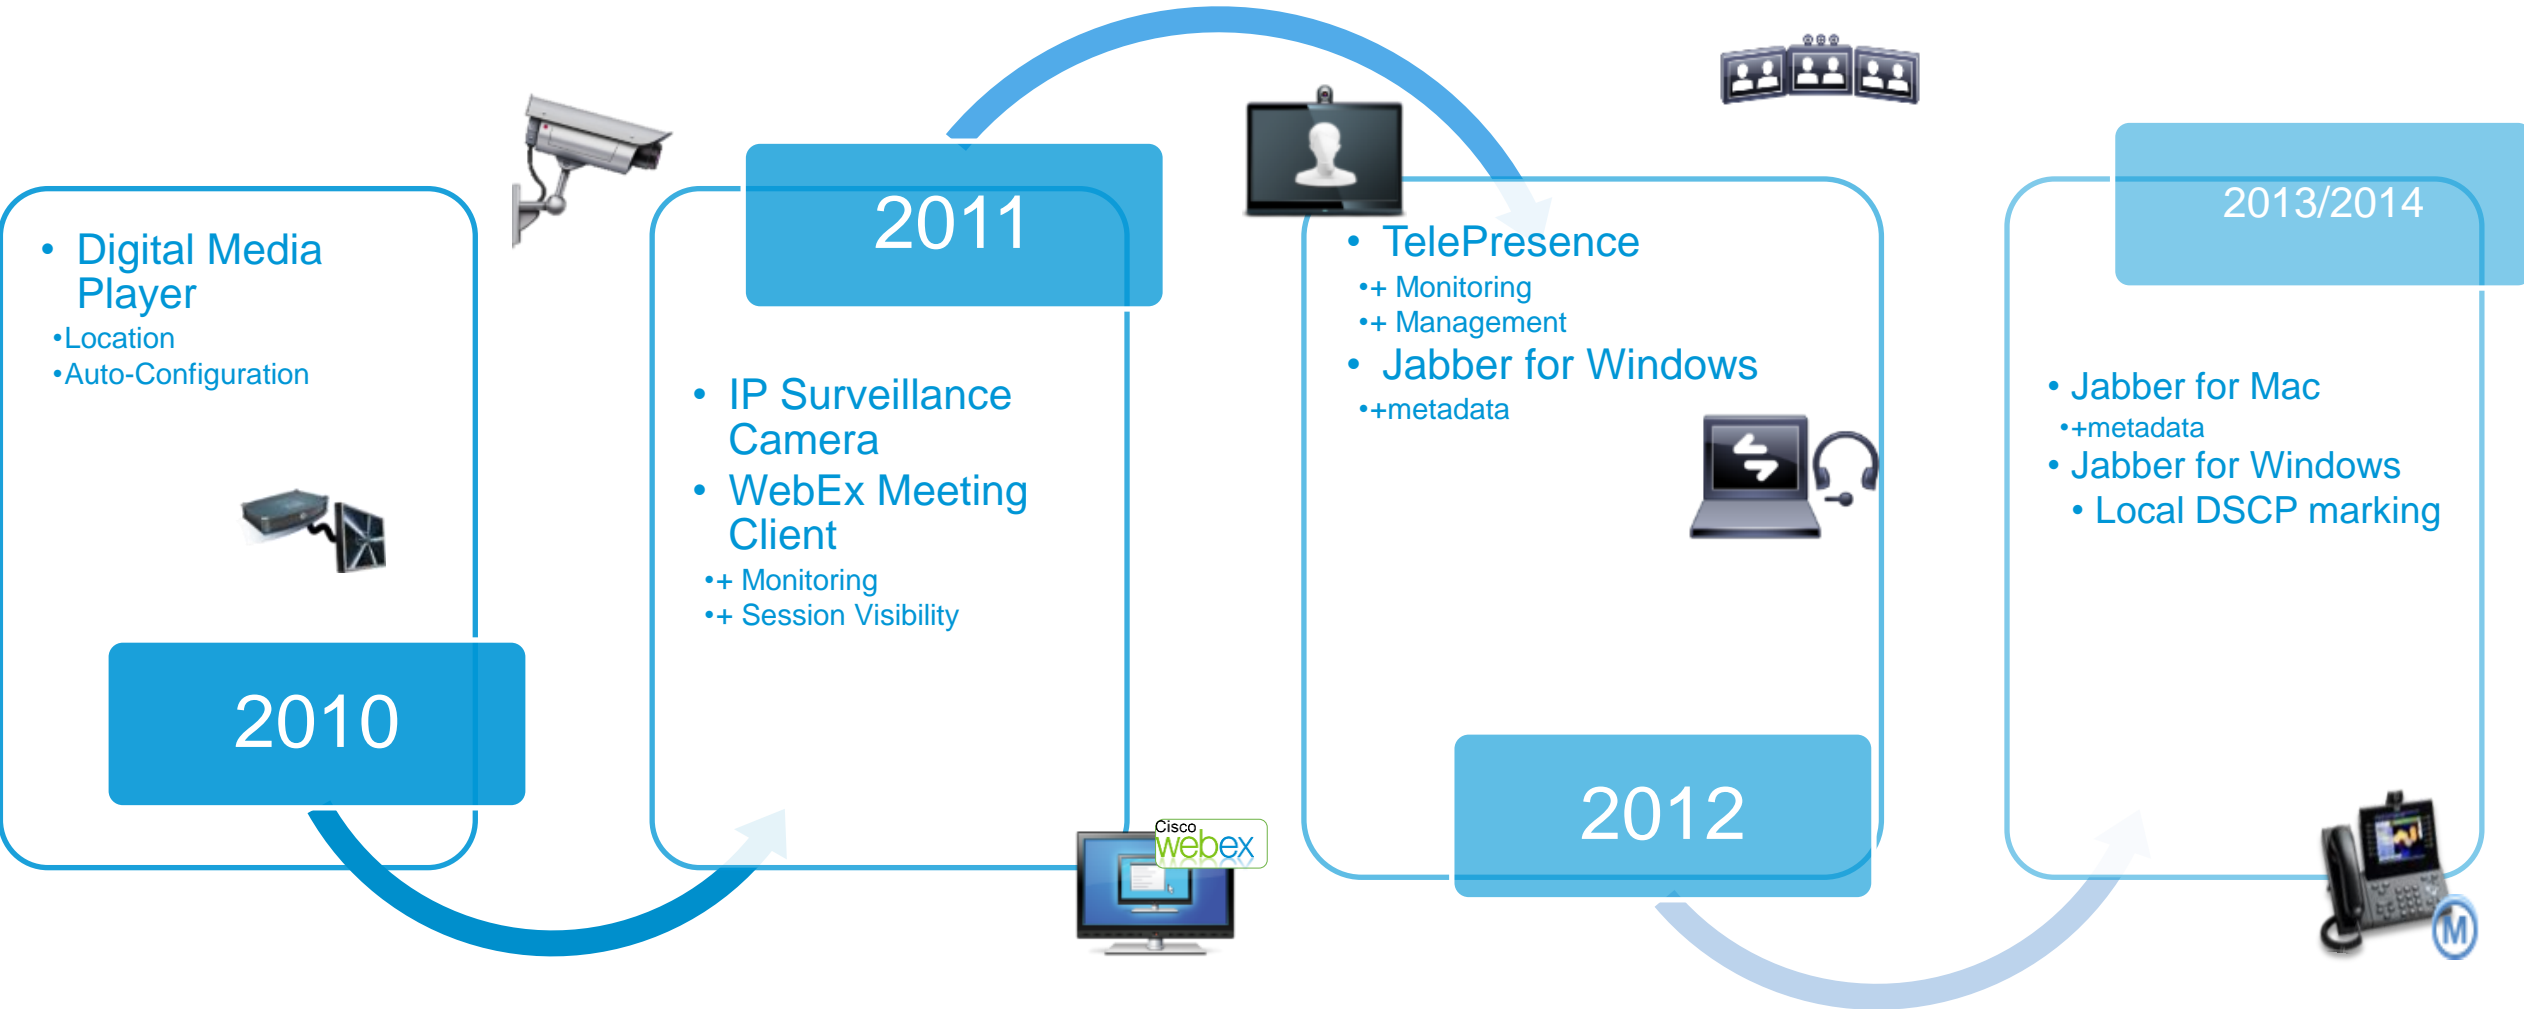 • Digital Media
Player
•Location
•Auto-Configuration
2010
2011
• IP Surveillance
Camera
• WebEx Meeting
Client
•+ Monitoring
•+ Session Visibility
Cisco
webex
• TelePresence
•+ Monitoring
•+ Management
• Jabber for Windows
•+metadata
2012
2013/2014
• Jabber for Mac
•+metadata
• Jabber for Windows
• Local DSCP marking
M